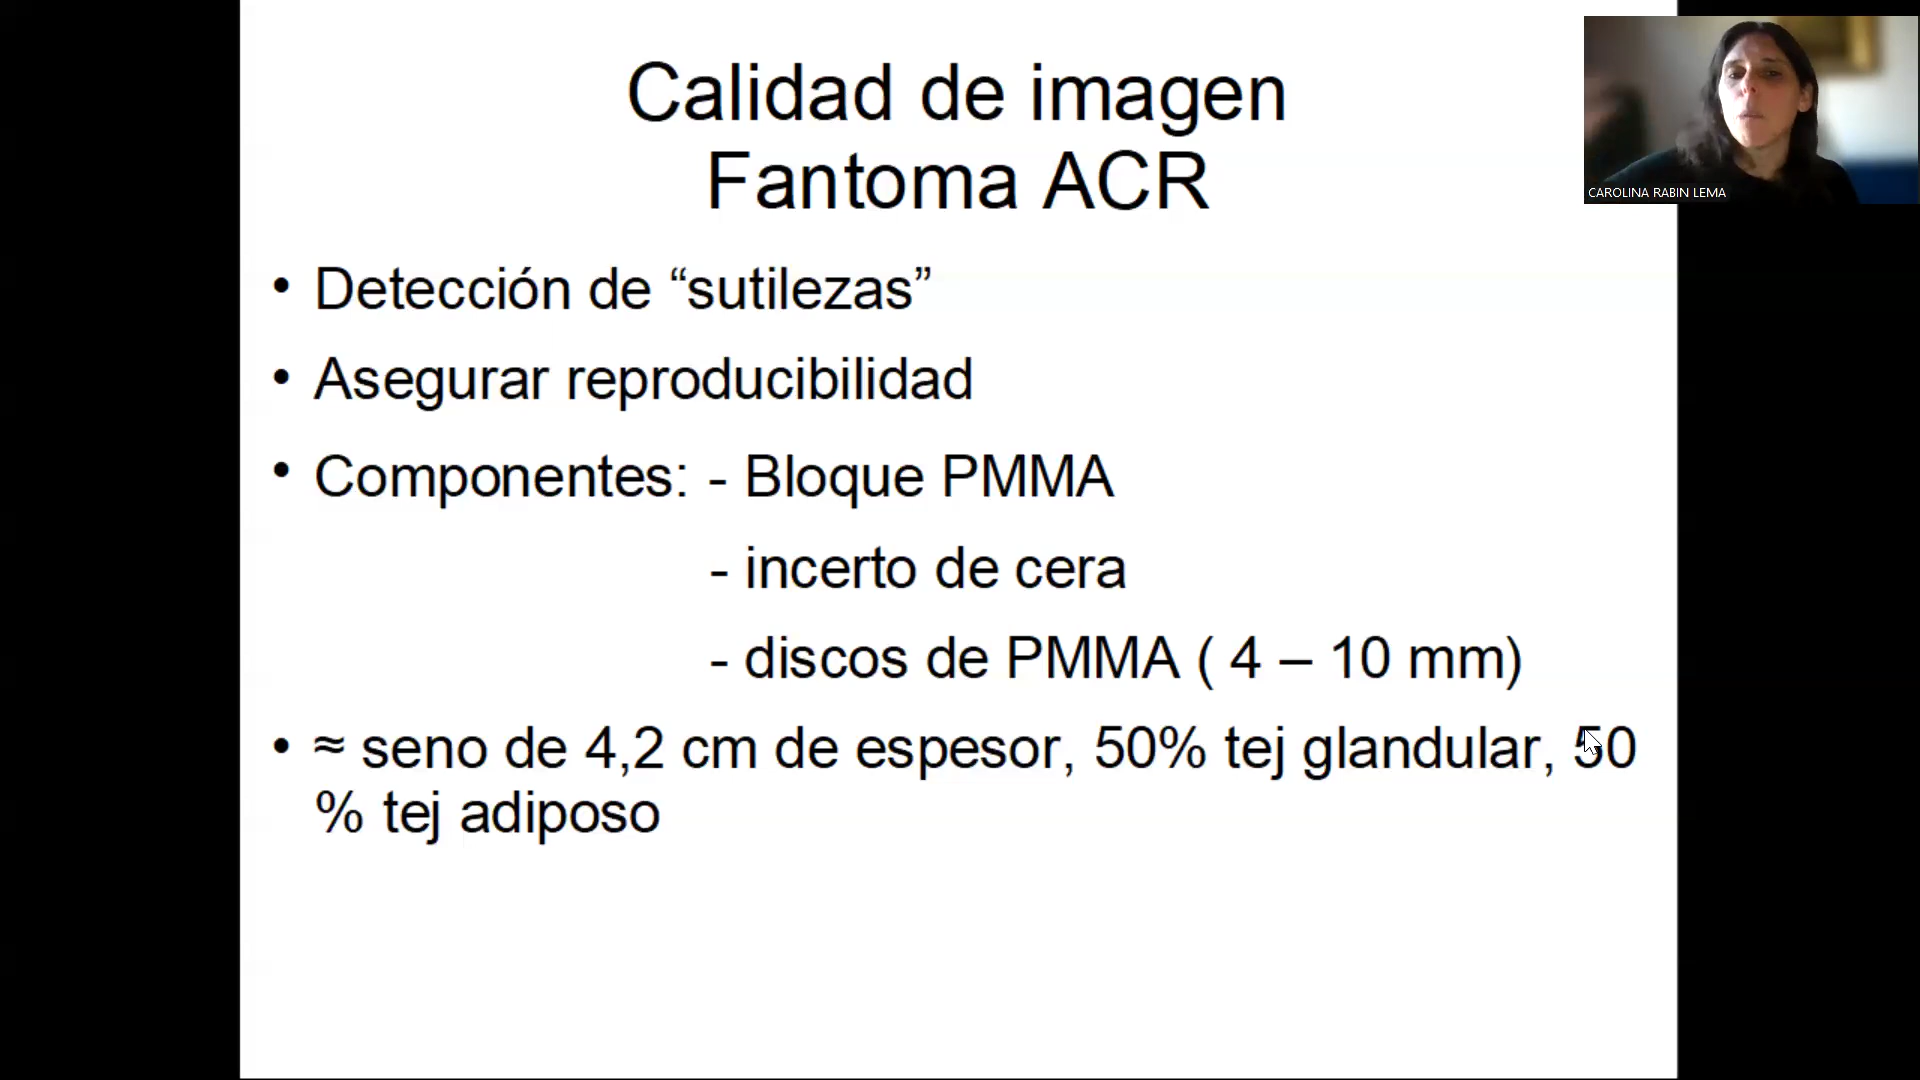 Calidad de imagen
Fantoma ACR
• Detección de “sutilezas”
• Asegurar reproducibilidad
• Componentes: - Bloque PMMA
- incerto de cera
- discos de PMMA ( 4 – 10 mm)
• ≈ seno de 4,2 cm de espesor, 50% tej glandular, 50
% tej adiposo
CAROLINA RABIN LEMA